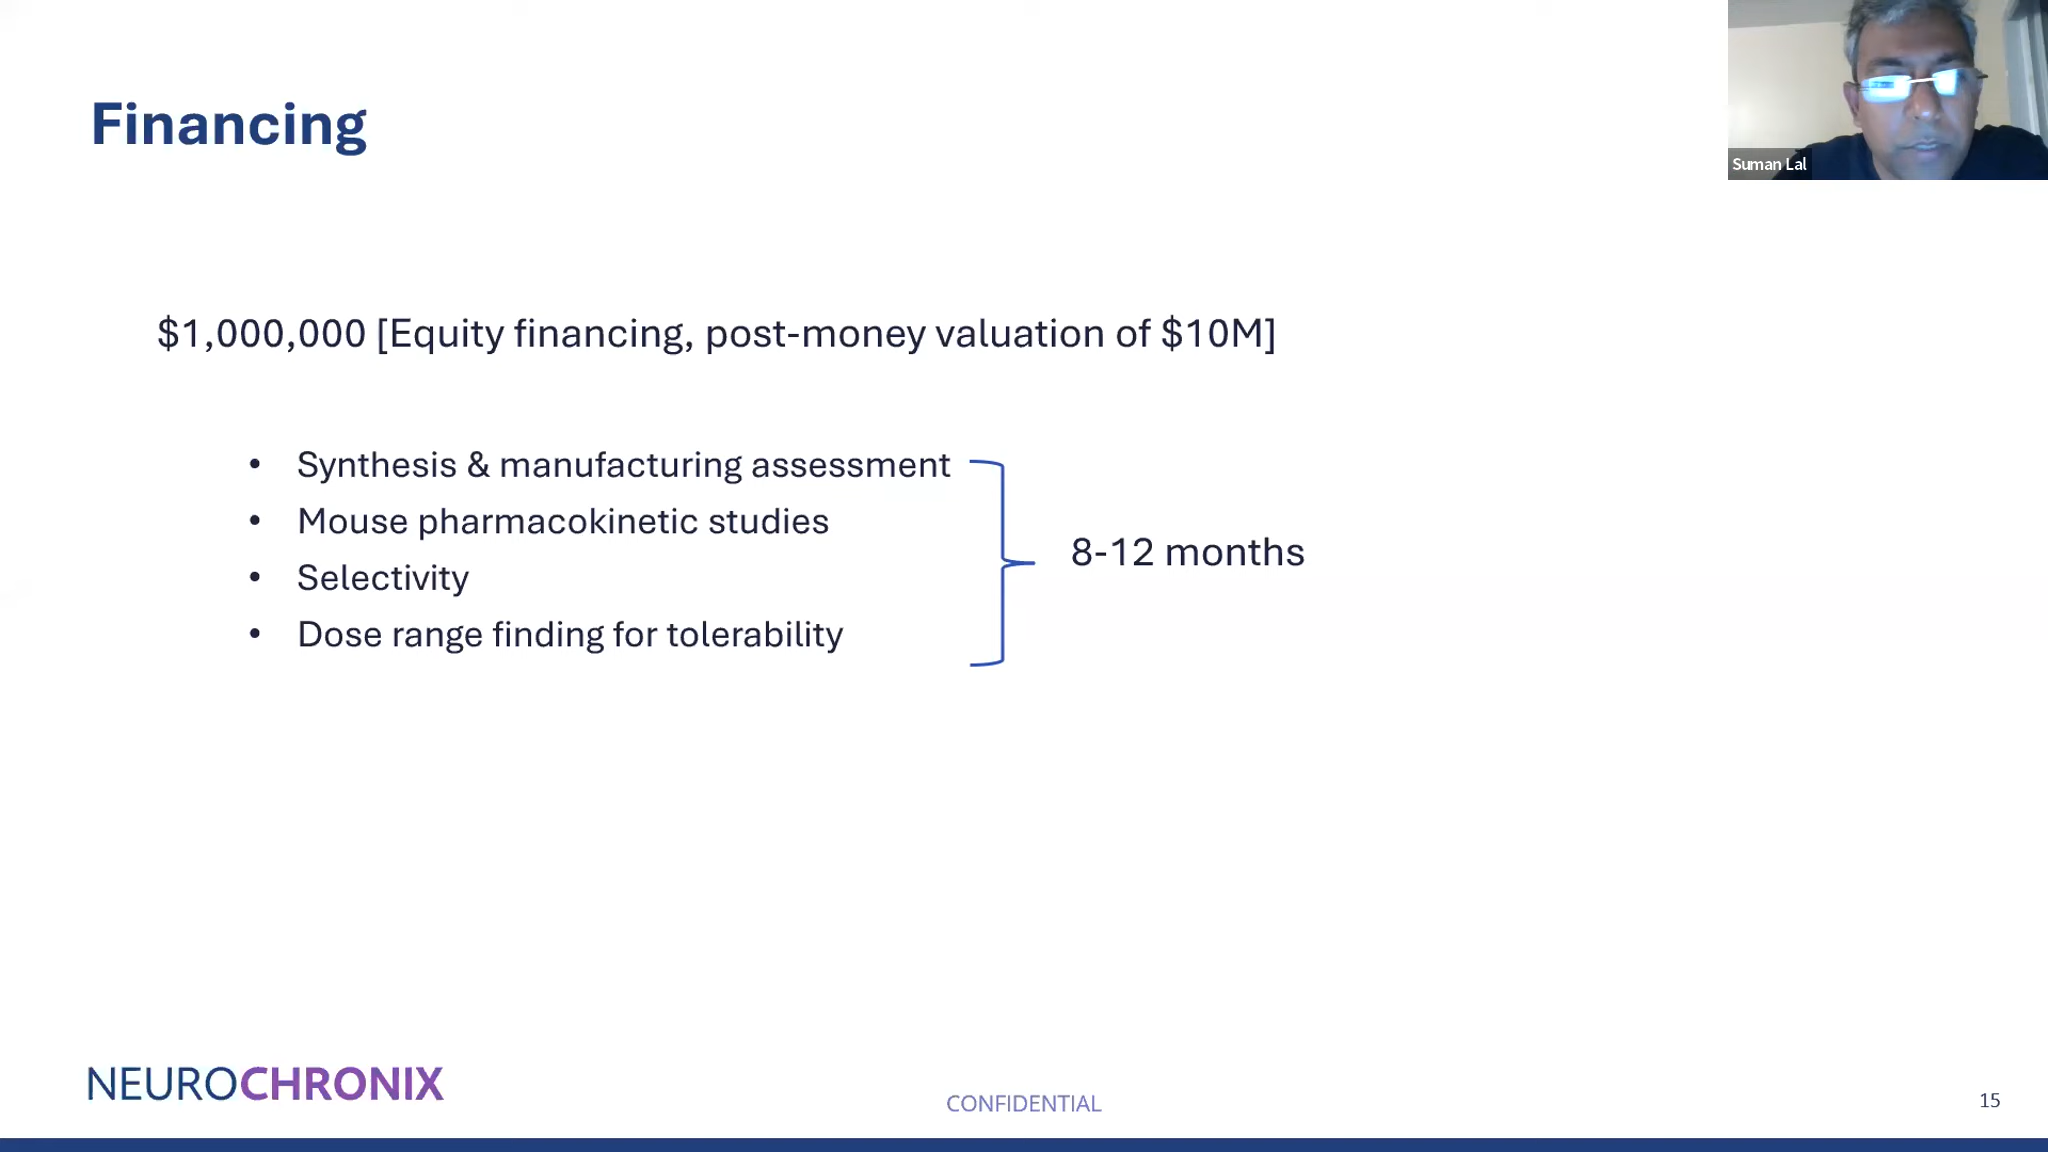 Financing
Suman Lal
$1,000,000 [Equity financing, post-money valuation of $10M]
• Synthesis & manufacturing assessment
• Mouse pharmacokinetic studies
• Selectivity
• Dose range finding for tolerability
8-12 months
NEUROCHRONIX
CONFIDENTIAL
15